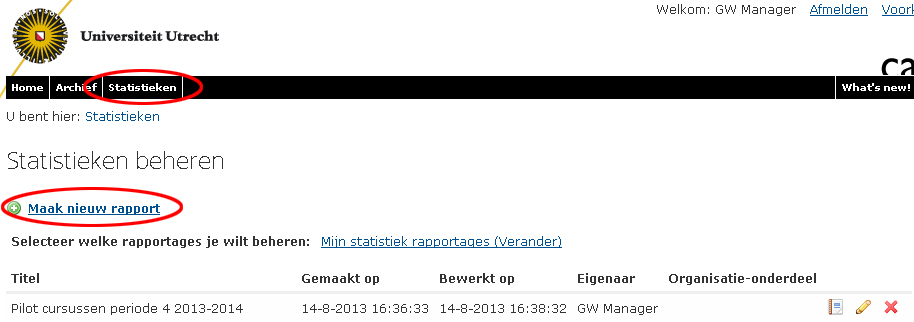 Welkom: GW Manager Afmelden Voork
Universiteit Utrecht
ca
Home Archief Statistieken What's new!
U bent hier: Statistieken
Statistieken beheren
Maak nieuw rapport
Selecteer welke rapportages je wilt beheren: Mijn statistiek rapportages (Verander)
Titel Gemaakt op Bewerkt op Eigenaar Organisatie-onderdeel
Pilot cursussen periode 4 2013-2014 14-8-2013 16:36:33 14-8-2013 16:38:32 GW Manager